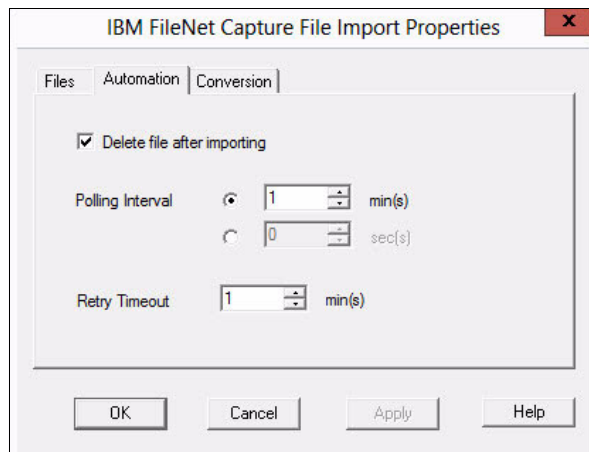 IBM FileNet Capture File Import Properties
x
Files Automation Conversion
Delete file after importing
Polling Interval 1 min(s)
0 sec(s)
Retry Timeout 1 min(s)
OK Cancel Apply Help